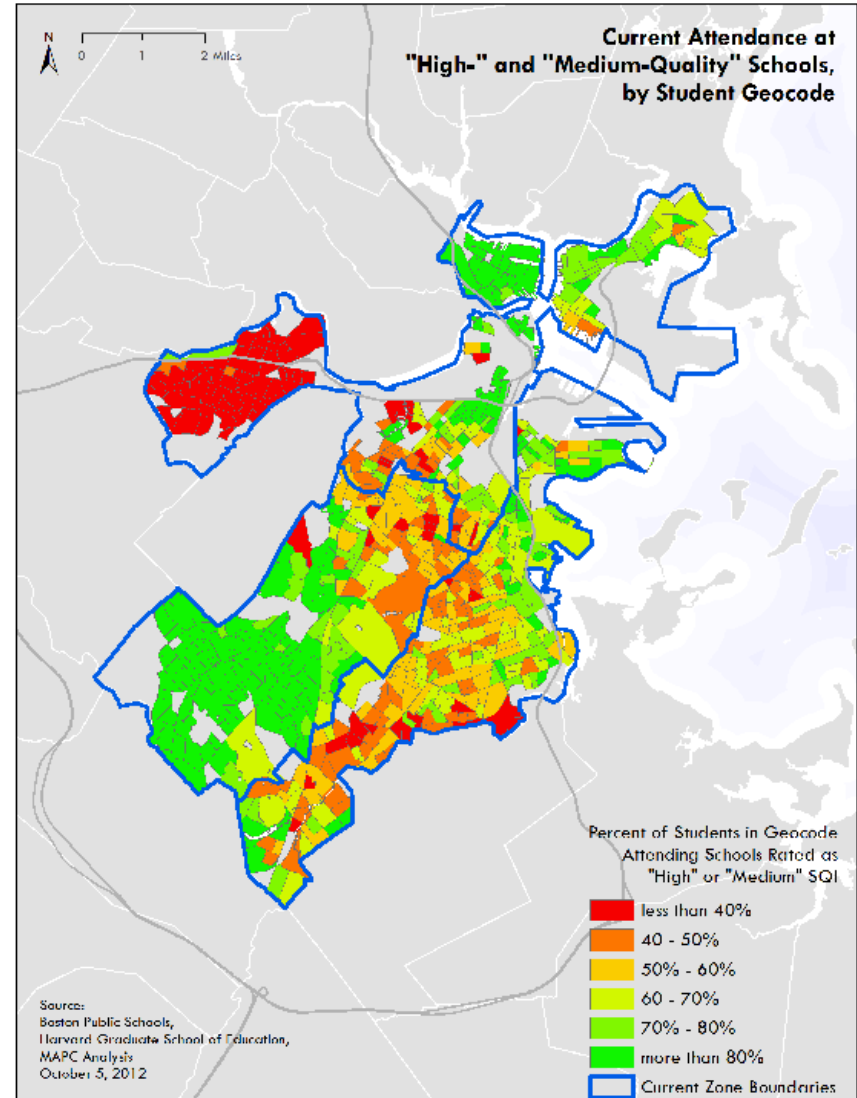 Current Attendance at
"High-" and "Medium-Quality" Schools,
by Student Geocode
N
0 1 2 Miles
Percent of Students in Geocode
Attending Schools Rated as
"High" or "Medium" SQI
less than 40%
40 - 50%
50% - 60%
60 - 70%
70% - 80%
more than 80%
Current Zone Boundaries
Source:
Boston Public Schools,
Harvard Graduate School of Education,
MAPC Analysis
October 5, 2012